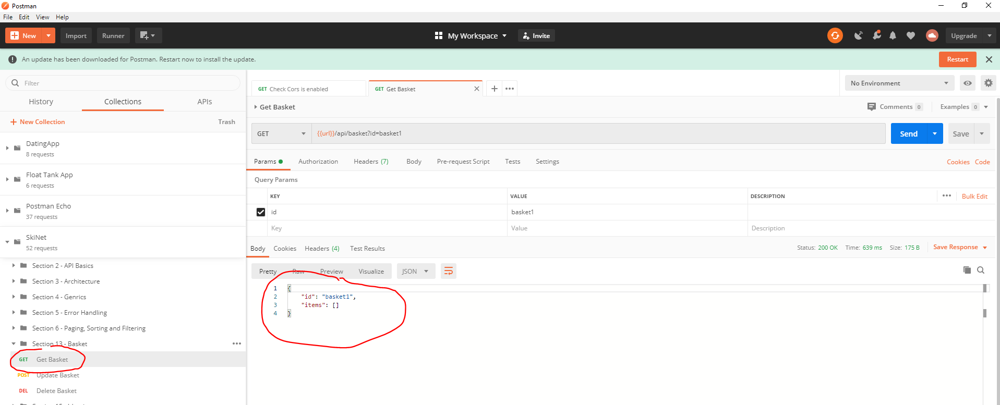 Postman
File Edit View Help
New Import Runner My Workspace Invite Upgrade
An update has been downloaded for Postman. Restart now to install the update. Restart
Filter
History Collections APIs
New Collection Trash
DatingApp
8 requests
Float Tank App
6 requests
Postman Echo
37 requests
SkiNet
52 requests
Section 2 - API Basics
Section 3 - Architecture
Section 4 - Genrics
Section 5 - Error Handling
Section 6 - Paging, Sorting and Filtering
Section 13 - Basket
GET Get Basket
POST Update Basket
DEL Delete Basket
GET Check Cors is enabled GET Get Basket No Environment
Get Basket Comments 0 Examples 0
GET {{url}}/api/basket?id=basket1 Send Save
Params Authorization Headers (7) Body Pre-request Script Tests Settings Cookies Code
Query Params
KEY VALUE DESCRIPTION Bulk Edit
id basket1
Key Value Description
Body Cookies Headers (4) Test Results Status: 200 OK Time: 639 ms Size: 175 B Save Response
Pretty Raw Preview Visualize JSON
1 {
2 "id": "basket1",
3 "items": []
4 }